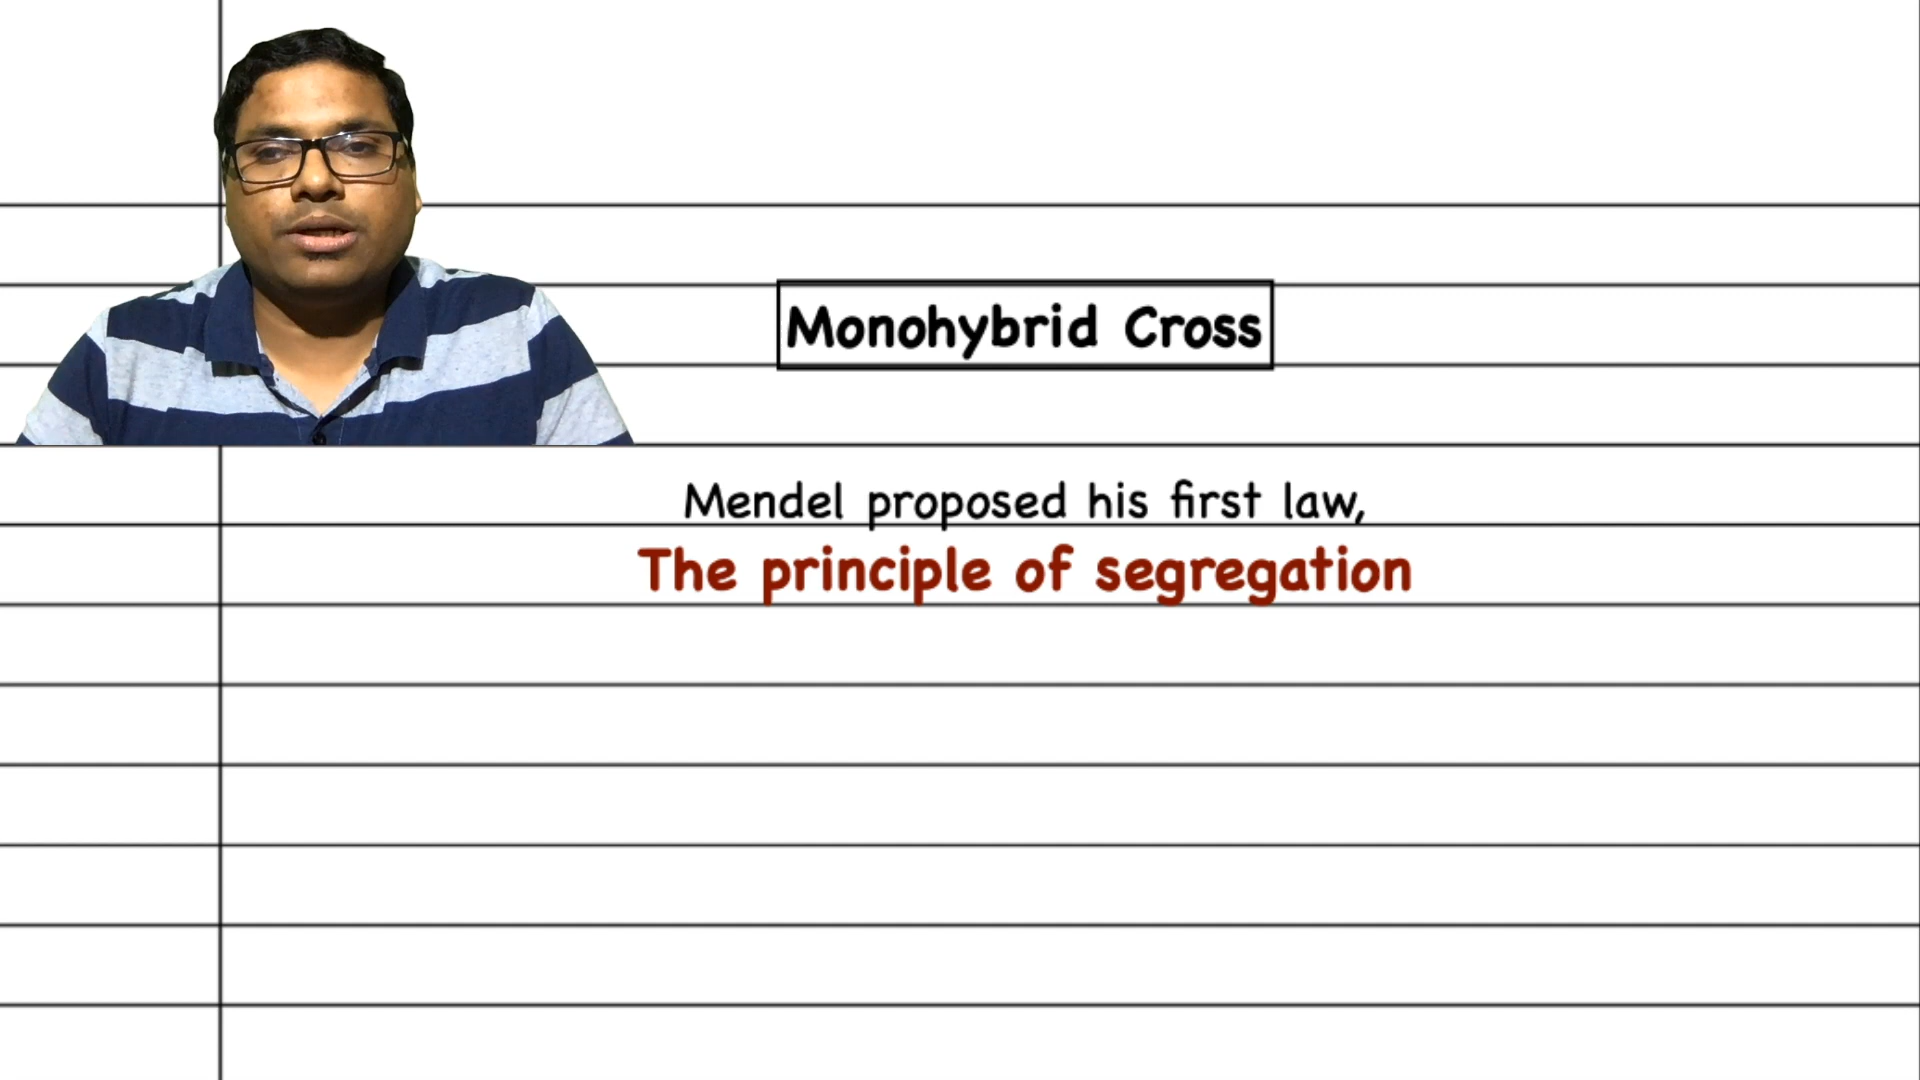 Monohybrid Cross
Mendel proposed his first law,
The principle of segregation